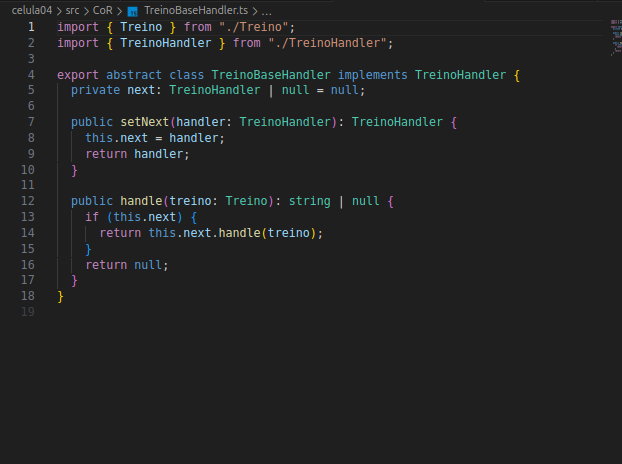 celula04 > src > CoR > TreinoBaseHandler.ts > ...
1 import { Treino } from "./Treino";
2 import { TreinoHandler } from "./TreinoHandler";
3
4 export abstract class TreinoBaseHandler implements TreinoHandler {
5   private next: TreinoHandler | null = null;
6
7   public setNext(handler: TreinoHandler): TreinoHandler {
8     this.next = handler;
9     return handler;
10   }
11
12   public handle(treino: Treino): string | null {
13     if (this.next) {
14       return this.next.handle(treino);
15     }
16     return null;
17   }
18 }
19